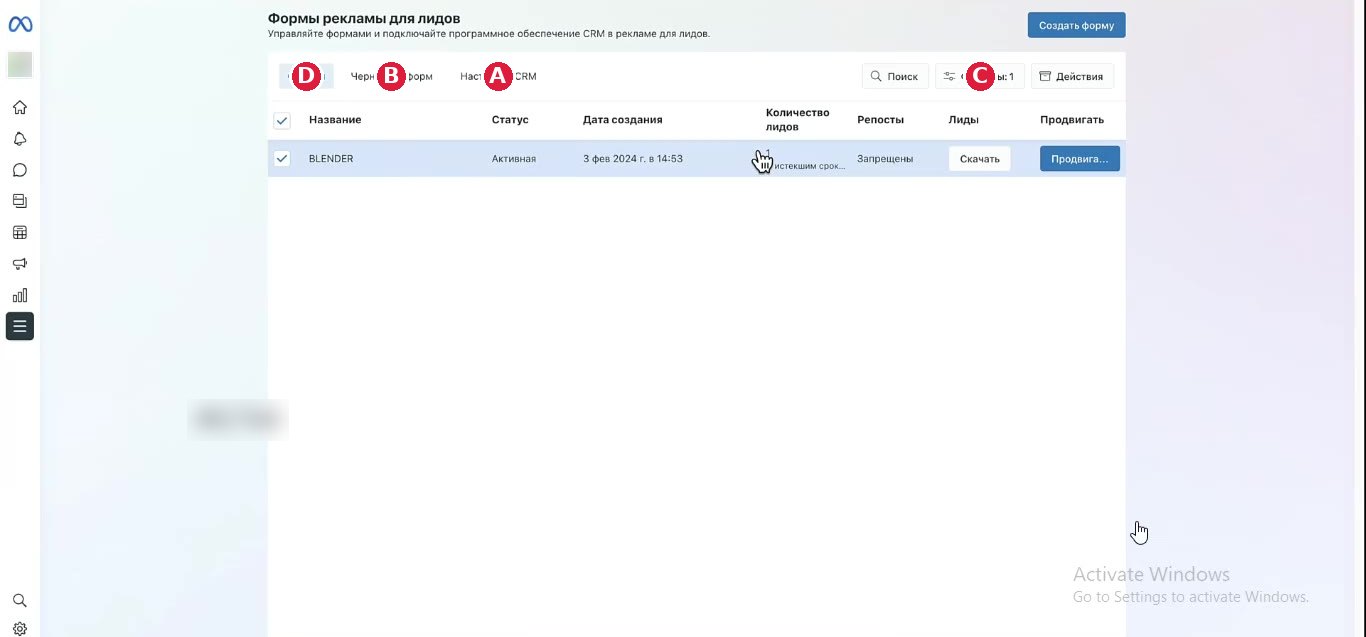 Формы рекламы для лидов
Управляйте формами и подключайте программное обеспечение CRM в рекламе для лидов.
Создать форму
D
B форм
A CRM
Поиск
C ы: 1
Действия
Название
Статус
Дата создания
Количество
лидов
Репосты
Лиды
Продвигать
BLENDER
Активная
3 фев 2024 г. в 14:53
истекшим срок...
Запрещены
Скачать
Продвига...
Activate Windows
Go to Settings to activate Windows.